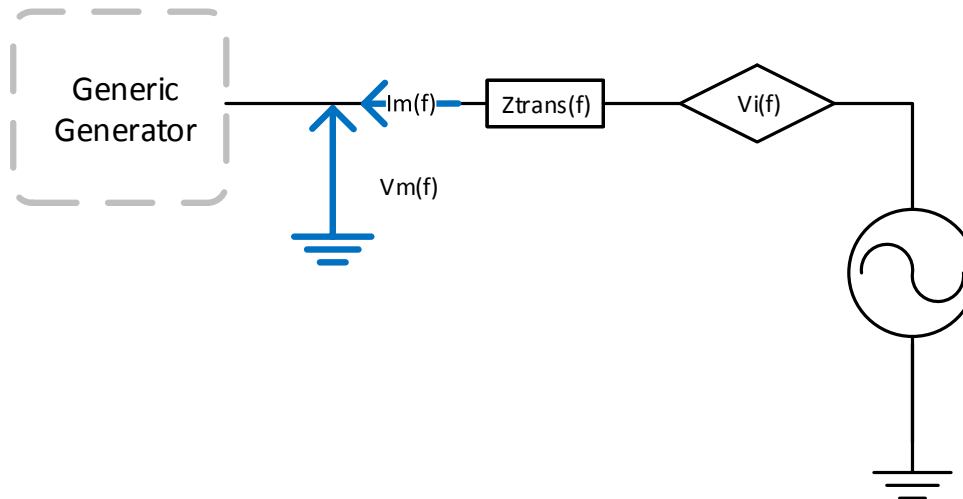 Generic
Generator
Im(f)
Ztrans(f)
Vi(f)
Vm(f)